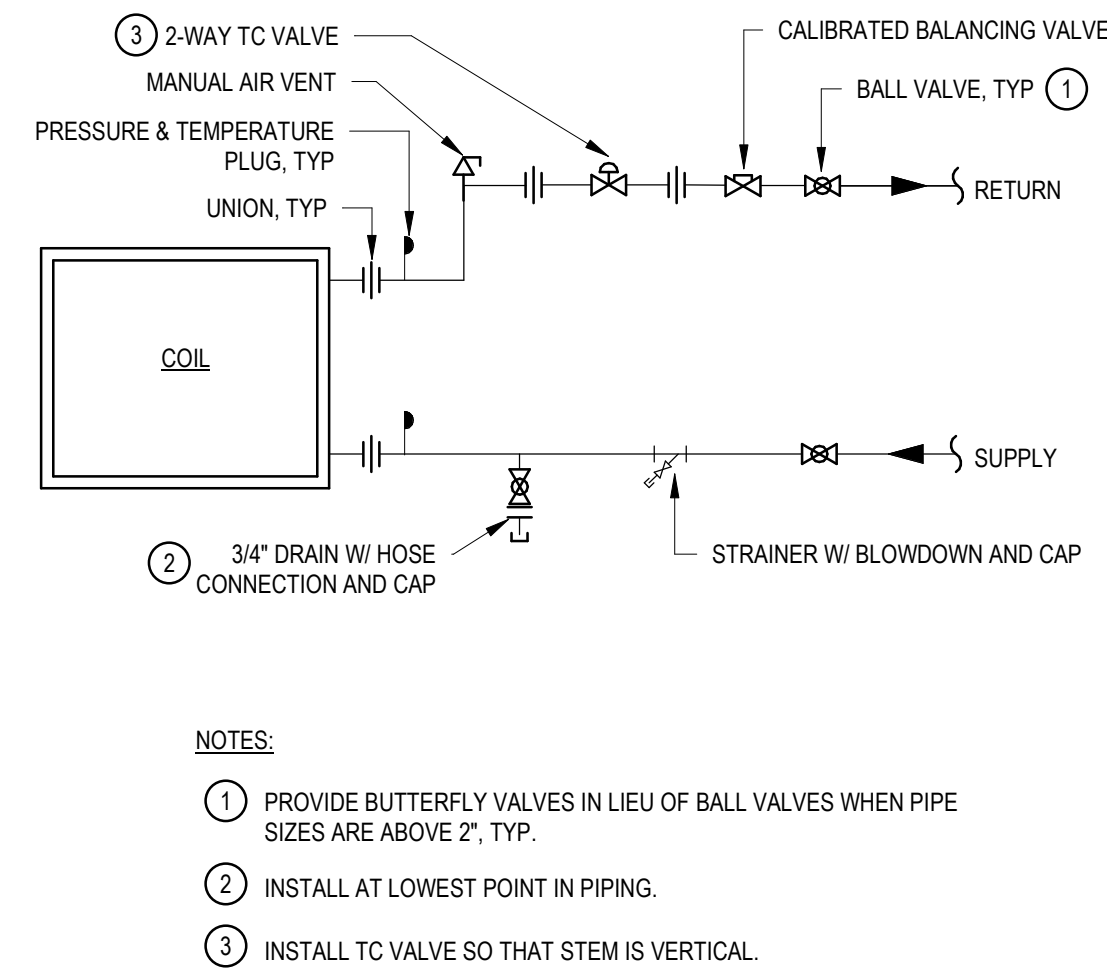 3 2-WAY TC VALVE
CALIBRATED BALANCING VALVE
MANUAL AIR VENT
BALL VALVE, TYP 1
PRESSURE & TEMPERATURE
PLUG, TYP
UNION, TYP
RETURN
COIL
SUPPLY
2 3/4" DRAIN W/ HOSE
CONNECTION AND CAP
STRAINER W/ BLOWDOWN AND CAP
NOTES:
1 PROVIDE BUTTERFLY VALVES IN LIEU OF BALL VALVES WHEN PIPE
SIZES ARE ABOVE 2", TYP.
2 INSTALL AT LOWEST POINT IN PIPING.
3 INSTALL TC VALVE SO THAT STEM IS VERTICAL.